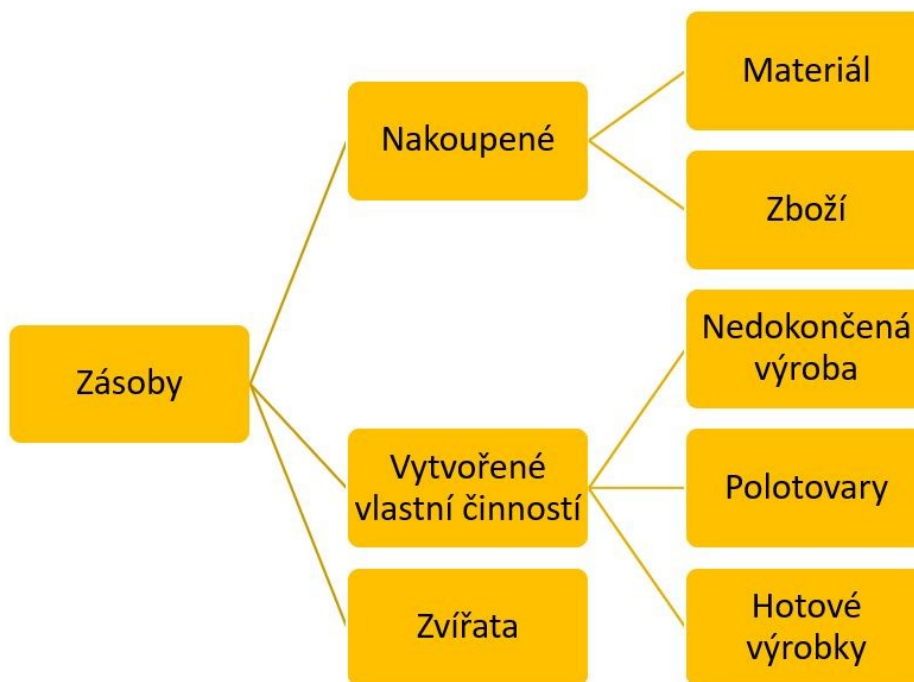 Zásoby
Nakoupené
Materiál
Zboží
Vytvořené
vlastní činností
Nedokončená
výroba
Polotovary
Hotové
výrobky
Zvířata